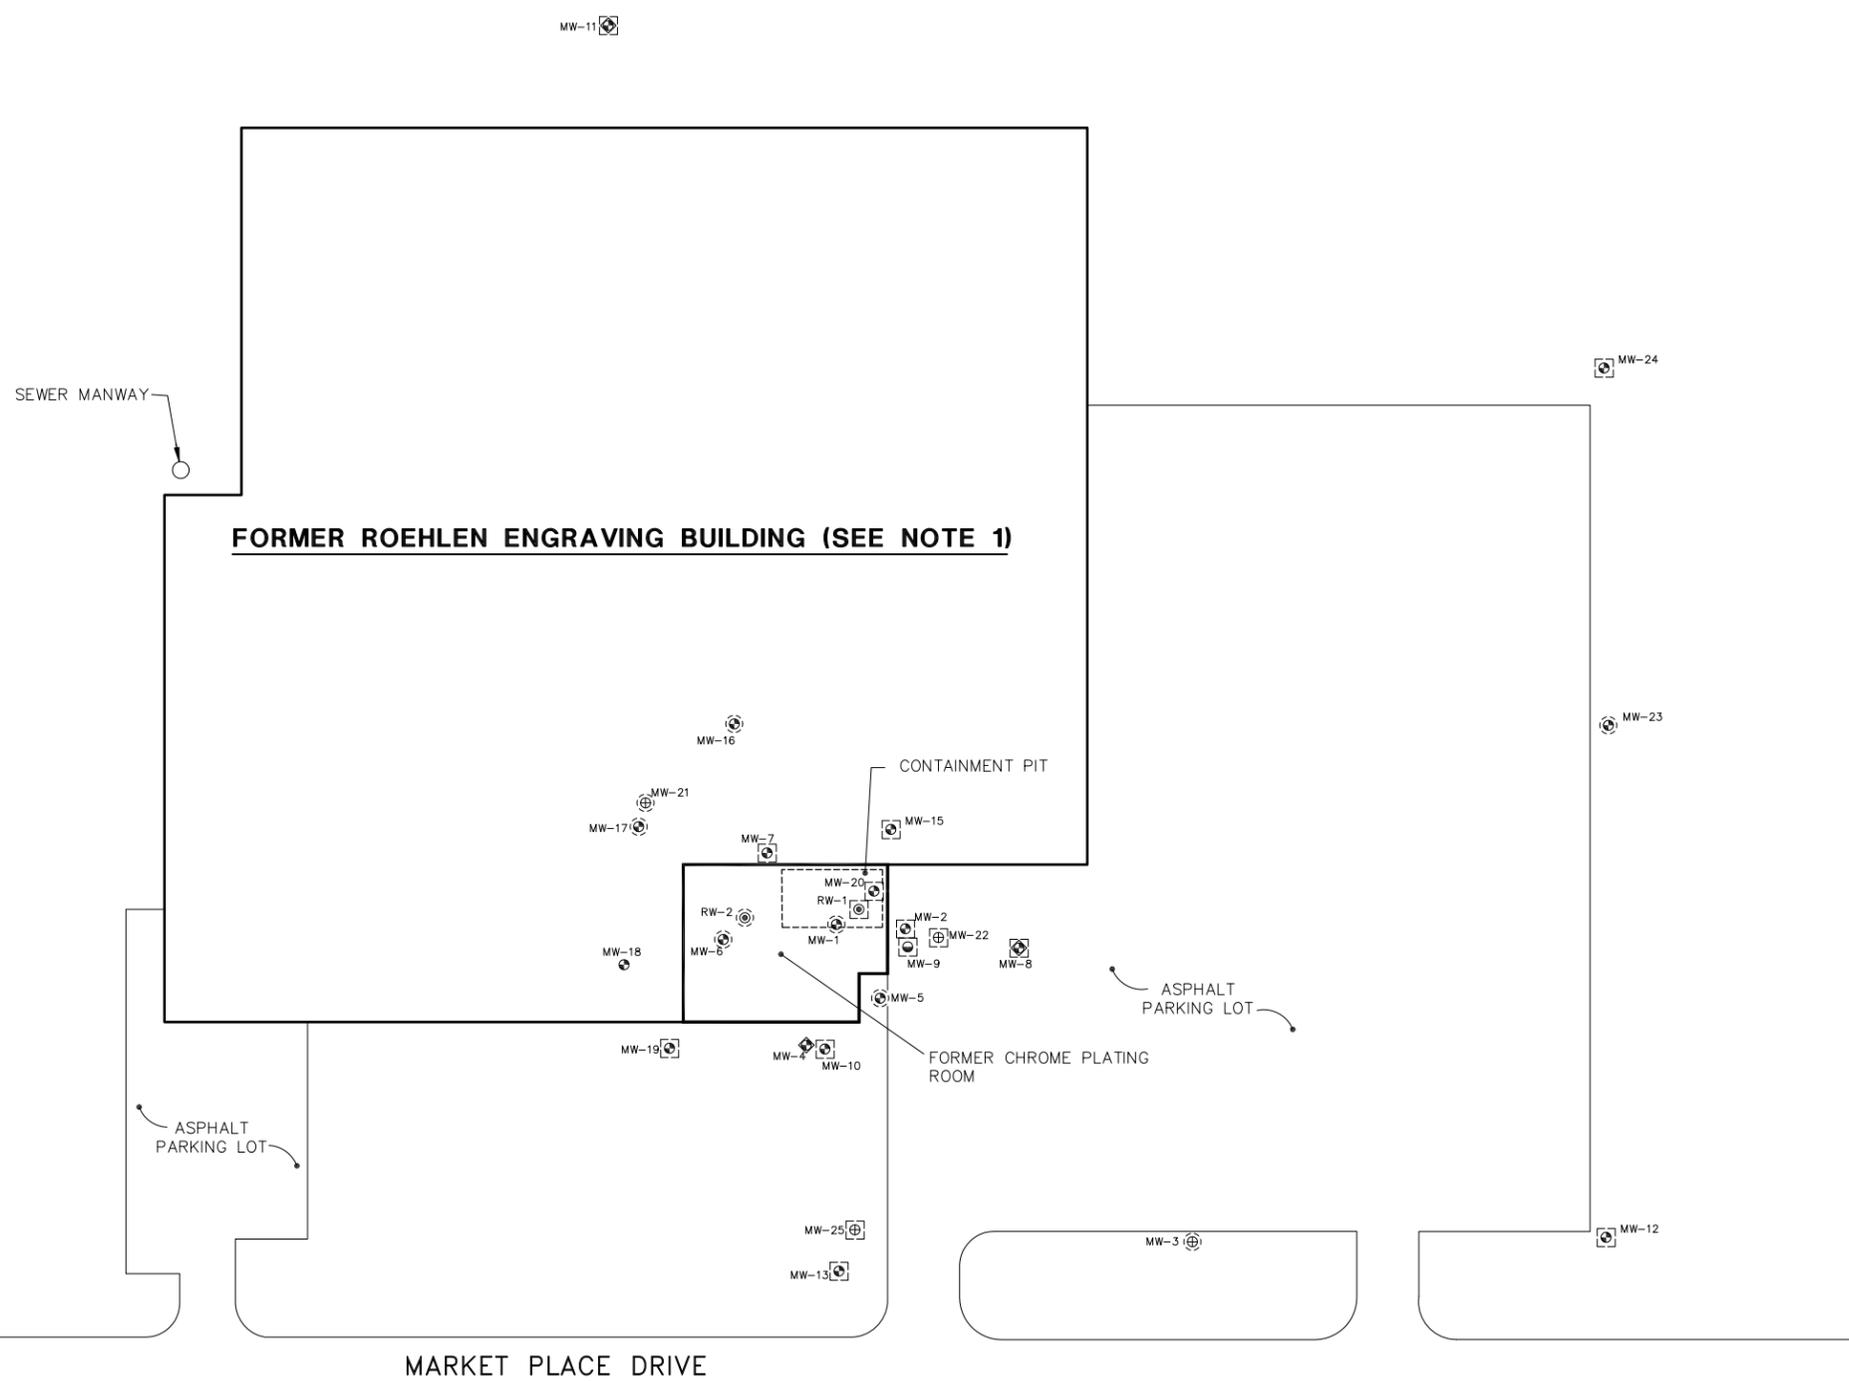 MW-11
MW-24
SEWER MANWAY
FORMER ROEHLEN ENGRAVING BUILDING (SEE NOTE 1)
MW-23
MW-16
CONTAINMENT PIT
MW-21
MW-15
MW-17
MW-7
MW-20
RW-1
RW-2
MW-2
MW-1
MW-22
MW-6
MW-18
MW-9
MW-8
ASPHALT
PARKING LOT
MW-5
MW-19
MW-4
MW-10
FORMER CHROME PLATING
ROOM
ASPHALT
PARKING LOT
MW-25
MW-12
MW-3
MW-13
MARKET PLACE DRIVE